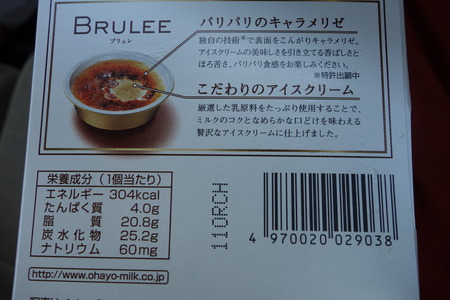 BRULEE
ブリュレ
パリパリのキャラメリゼ
独自の技術※で表面をこんがりキャラメリゼ。
アイスクリームの美味しさを引き立てる香ばしさと
ほろ苦さ、パリパリ食感をお楽しみください。
※特許出願中
こだわりのアイスクリーム
厳選した乳原料をたっぷり使用することで、
ミルクのコクとなめらかな口どけを味わえる
贅沢なアイスクリームに仕上げました。
栄養成分(1個当たり)
エネルギー 304kcal
たんぱく質 4.0g
脂質 20.8g
炭水化物 25.2g
ナトリウム 60mg
http://www.ohayo-milk.co.jp
110RCH
4 970020 029038